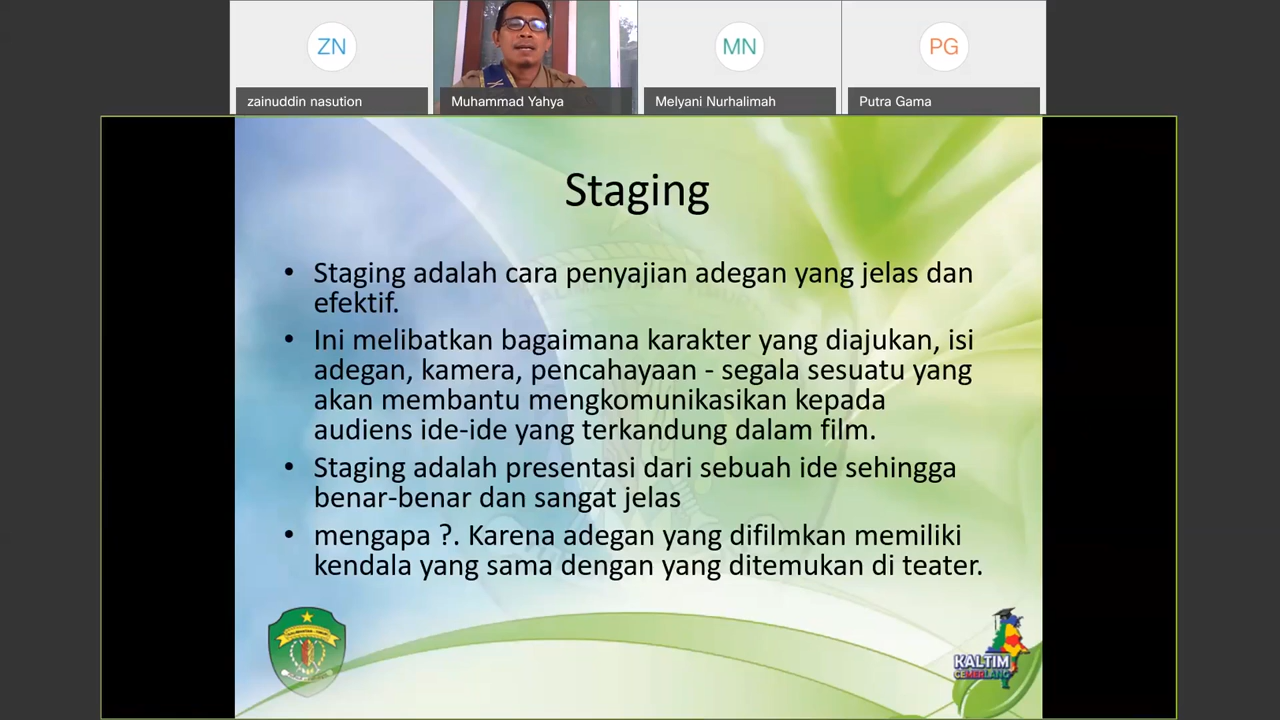 ZN
MN
PG
zainuddin nasution
Muhammad Yahya
Melyani Nurhalimah
Putra Gama
Staging
• Staging adalah cara penyajian adegan yang jelas dan
efektif.
• Ini melibatkan bagaimana karakter yang diajukan, isi
adegan, kamera, pencahayaan - segala sesuatu yang
akan membantu mengkomunikasikan kepada
audiens ide-ide yang terkandung dalam film.
• Staging adalah presentasi dari sebuah ide sehingga
benar-benar dan sangat jelas
• mengapa ?. Karena adegan yang difilmkan memiliki
kendala yang sama dengan yang ditemukan di teater.
KALTIM
CEMERLANG